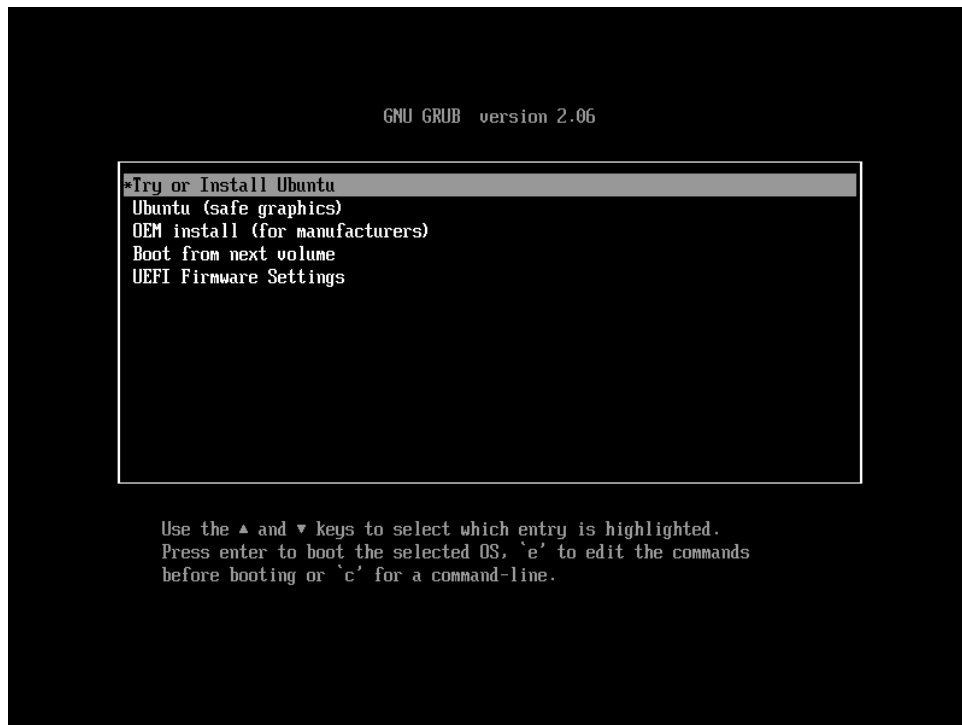 GNU GRUB  version 2.06
*Try or Install Ubuntu
Ubuntu (safe graphics)
OEM install (for manufacturers)
Boot from next volume
UEFI Firmware Settings
Use the ▲ and ▼ keys to select which entry is highlighted.
Press enter to boot the selected OS, `e' to edit the commands
before booting or `c' for a command-line.